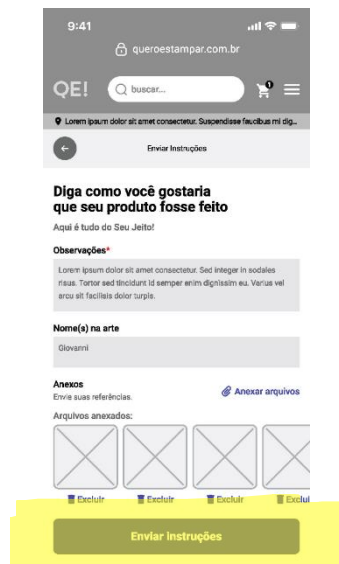 9:41
queroestampar.com.br
QE!
buscar...
1
Lorem ipsum dolor sit amet consectetur. Suspendisse faucibus mi dig...
Enviar Instruções
Diga como você gostaria
que seu produto fosse feito
Aqui é tudo do Seu Jeito!
Observações*
Lorem ipsum dolor sit amet consectetur. Sed integer in sodales
risus. Tortor sed tincidunt id semper enim dignissim eu. Varius vel
arcu sit facilisis dolor turpis.
Nome(s) na arte
Giovanni
Anexos
Envie suas referências.
Anexar arquivos
Arquivos anexados:
Excluir Excluir Excluir Exclui
Enviar instruções